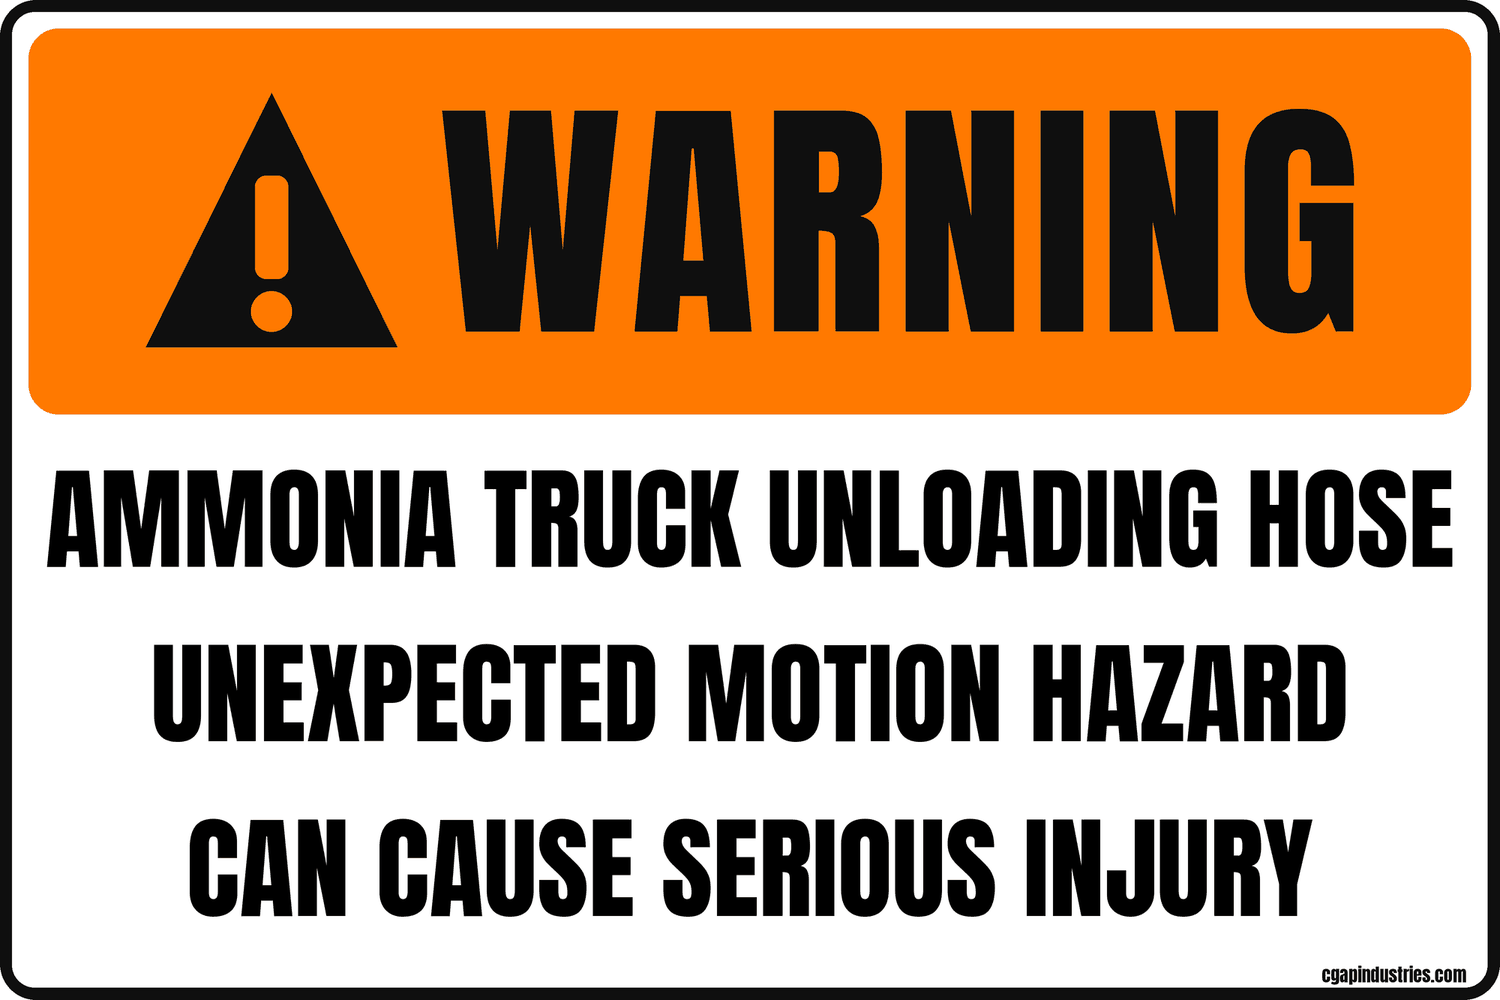 WARNING
AMMONIA TRUCK UNLOADING HOSE
UNEXPECTED MOTION HAZARD
CAN CAUSE SERIOUS INJURY
cgapindustries.com